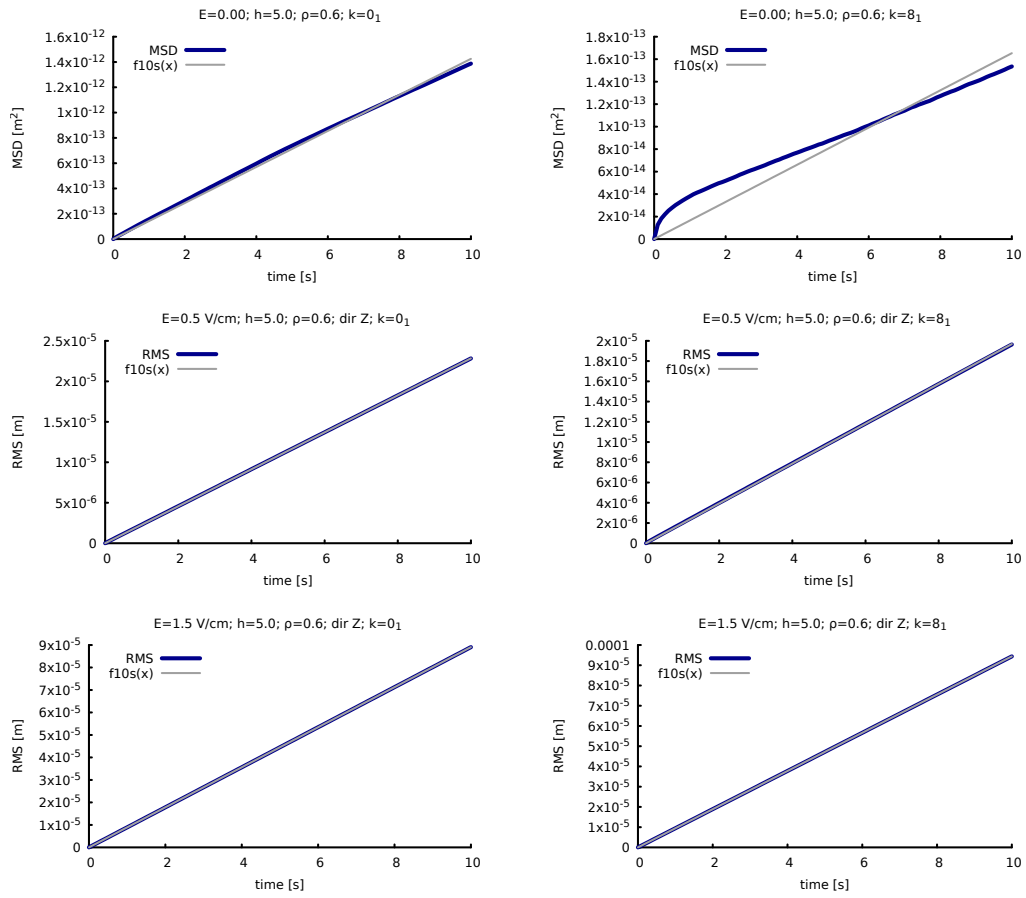 E=0.00; h=5.0; ρ=0.6; k=0₁
1.6x10⁻¹²
1.4x10⁻¹²
1.2x10⁻¹²
1x10⁻¹²
8x10⁻¹³
6x10⁻¹³
4x10⁻¹³
2x10⁻¹³
0
MSD [m²]
MSD
f10s(x)
0 2 4 6 8 10
time [s]
E=0.00; h=5.0; ρ=0.6; k=8₁
1.8x10⁻¹³
1.6x10⁻¹³
1.4x10⁻¹³
1.2x10⁻¹³
1x10⁻¹³
8x10⁻¹⁴
6x10⁻¹⁴
4x10⁻¹⁴
2x10⁻¹⁴
0
MSD [m²]
MSD
f10s(x)
0 2 4 6 8 10
time [s]
E=0.5 V/cm; h=5.0; ρ=0.6; dir Z; k=0₁
2.5x10⁻⁵
2x10⁻⁵
1.5x10⁻⁵
1x10⁻⁵
5x10⁻⁶
0
RMS [m]
RMS
f10s(x)
0 2 4 6 8 10
time [s]
E=0.5 V/cm; h=5.0; ρ=0.6; dir Z; k=8₁
2x10⁻⁵
1.8x10⁻⁵
1.6x10⁻⁵
1.4x10⁻⁵
1.2x10⁻⁵
1x10⁻⁵
8x10⁻⁶
6x10⁻⁶
4x10⁻⁶
2x10⁻⁶
0
RMS [m]
RMS
f10s(x)
0 2 4 6 8 10
time [s]
E=1.5 V/cm; h=5.0; ρ=0.6; dir Z; k=0₁
9x10⁻⁵
8x10⁻⁵
7x10⁻⁵
6x10⁻⁵
5x10⁻⁵
4x10⁻⁵
3x10⁻⁵
2x10⁻⁵
1x10⁻⁵
0
RMS [m]
RMS
f10s(x)
0 2 4 6 8 10
time [s]
E=1.5 V/cm; h=5.0; ρ=0.6; dir Z; k=8₁
0.0001
9x10⁻⁵
8x10⁻⁵
7x10⁻⁵
6x10⁻⁵
5x10⁻⁵
4x10⁻⁵
3x10⁻⁵
2x10⁻⁵
1x10⁻⁵
0
RMS [m]
RMS
f10s(x)
0 2 4 6 8 10
time [s]